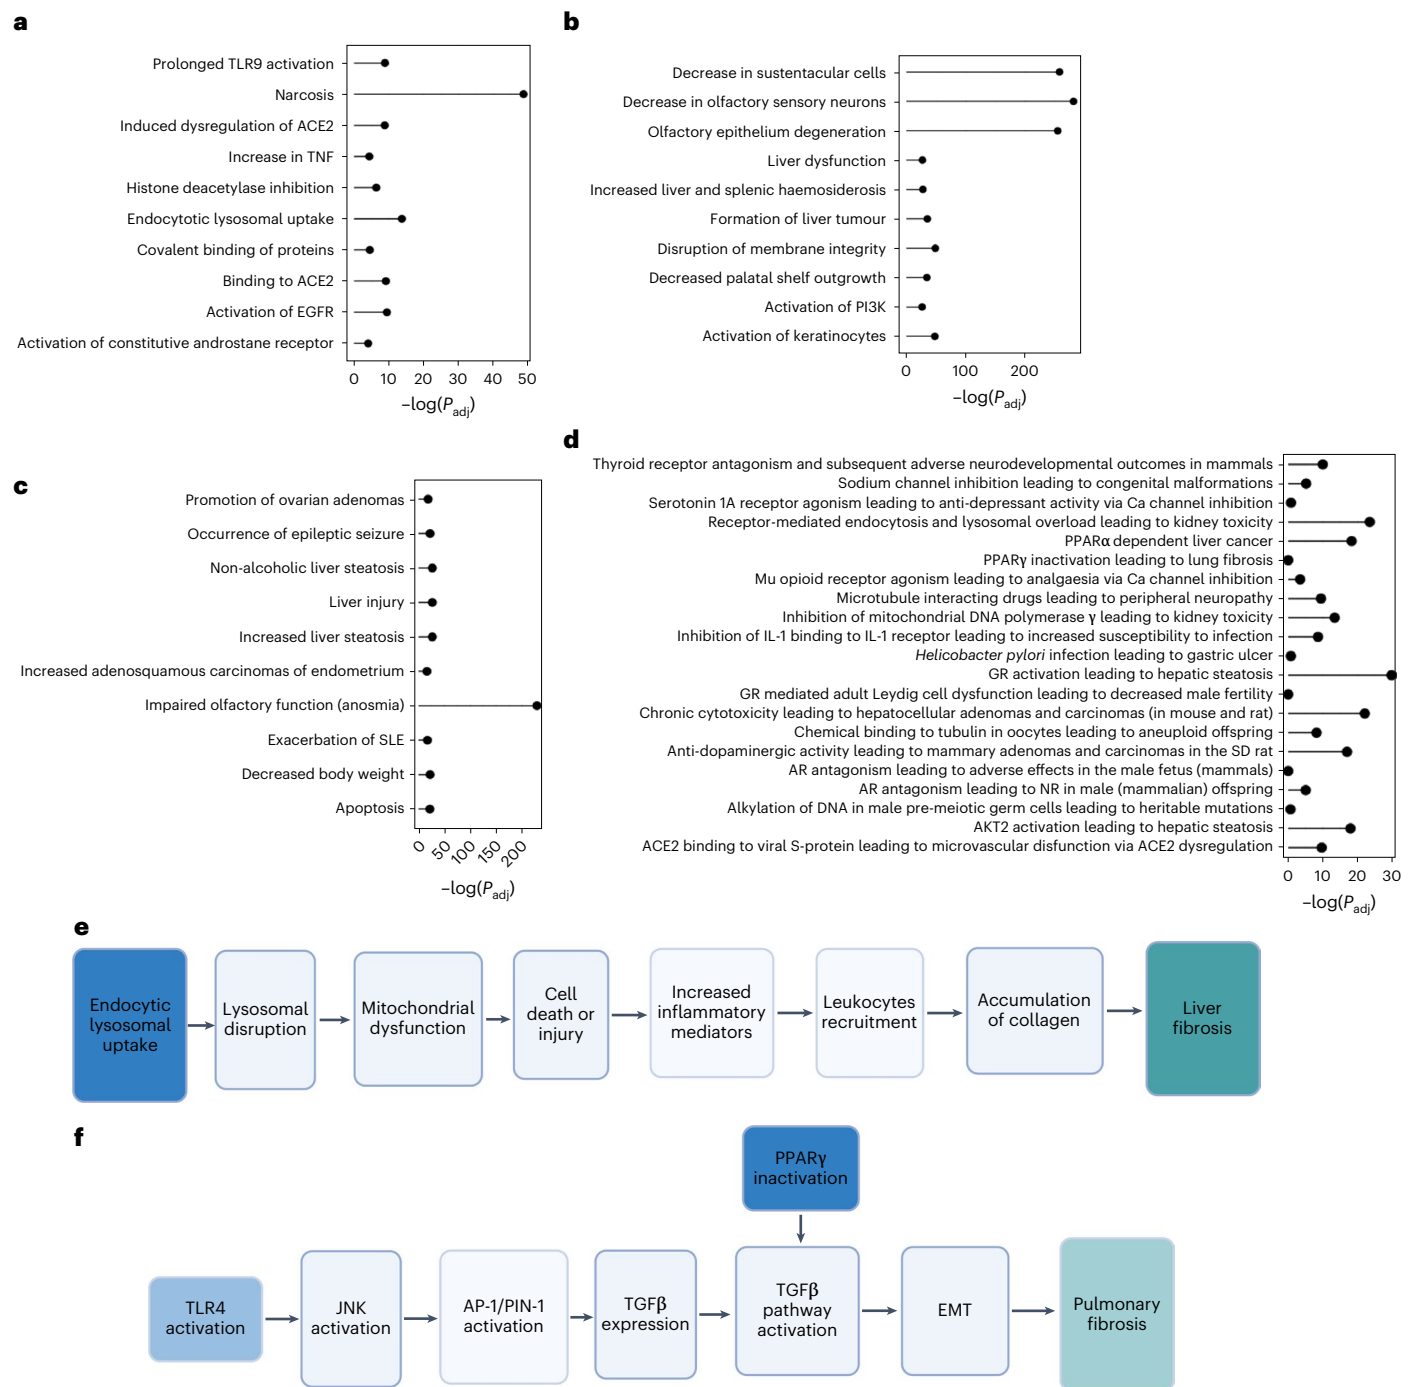 a
Prolonged TLR9 activation
Narcosis
Induced dysregulation of ACE2
Increase in TNF
Histone deacetylase inhibition
Endocytotic lysosomal uptake
Covalent binding of proteins
Binding to ACE2
Activation of EGFR
Activation of constitutive androstane receptor
0 10 20 30 40 50
–log(Padj)
b
Decrease in sustentacular cells
Decrease in olfactory sensory neurons
Olfactory epithelium degeneration
Liver dysfunction
Increased liver and splenic haemosiderosis
Formation of liver tumour
Disruption of membrane integrity
Decreased palatal shelf outgrowth
Activation of PI3K
Activation of keratinocytes
0 100 200
–log(Padj)
c
Promotion of ovarian adenomas
Occurrence of epileptic seizure
Non-alcoholic liver steatosis
Liver injury
Increased liver steatosis
Increased adenosquamous carcinomas of endometrium
Impaired olfactory function (anosmia)
Exacerbation of SLE
Decreased body weight
Apoptosis
0 50 100 150 200
–log(Padj)
d
Thyroid receptor antagonism and subsequent adverse neurodevelopmental outcomes in mammals
Sodium channel inhibition leading to congenital malformations
Serotonin 1A receptor agonism leading to anti-depressant activity via Ca channel inhibition
Receptor-mediated endocytosis and lysosomal overload leading to kidney toxicity
PPARα dependent liver cancer
PPARγ inactivation leading to lung fibrosis
Mu opioid receptor agonism leading to analgaesia via Ca channel inhibition
Microtubule interacting drugs leading to peripheral neuropathy
Inhibition of mitochondrial DNA polymerase γ leading to kidney toxicity
Inhibition of IL-1 binding to IL-1 receptor leading to increased susceptibility to infection
Helicobacter pylori infection leading to gastric ulcer
GR activation leading to hepatic steatosis
GR mediated adult Leydig cell dysfunction leading to decreased male fertility
Chronic cytotoxicity leading to hepatocellular adenomas and carcinomas (in mouse and rat)
Chemical binding to tubulin in oocytes leading to aneuploid offspring
Anti-dopaminergic activity leading to mammary adenomas and carcinomas in the SD rat
AR antagonism leading to adverse effects in the male fetus (mammals)
AR antagonism leading to NR in male (mammalian) offspring
Alkylation of DNA in male pre-meiotic germ cells leading to heritable mutations
AKT2 activation leading to hepatic steatosis
ACE2 binding to viral S-protein leading to microvascular disfunction via ACE2 dysregulation
0 10 20 30
–log(Padj)
e
Endocytic
lysosomal
uptake
Lysosomal
disruption
Mitochondrial
dysfunction
Cell
death or
injury
Increased
inflammatory
mediators
Leukocytes
recruitment
Accumulation
of collagen
Liver
fibrosis
f
PPARγ
inactivation
TLR4
activation
JNK
activation
AP-1/PIN-1
activation
TGFβ
expression
TGFβ
pathway
activation
EMT
Pulmonary
fibrosis